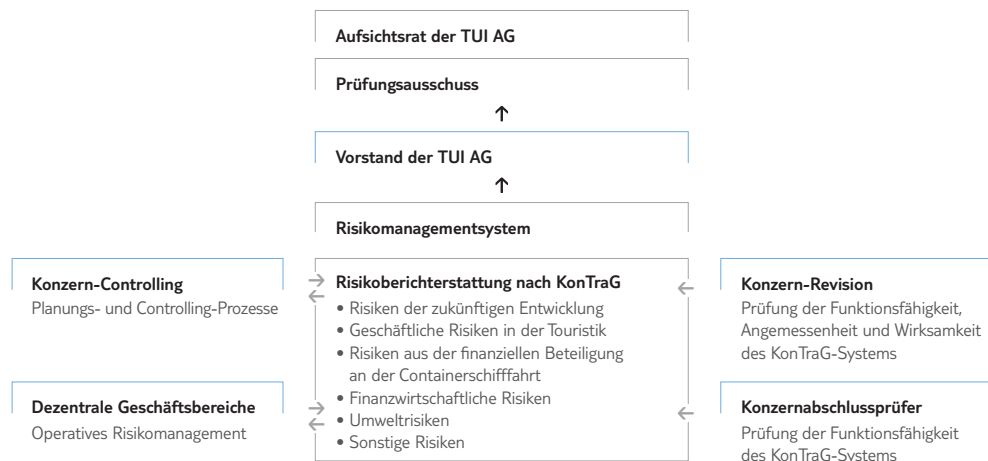 Aufsichtsrat der TUI AG
Prüfungsausschuss
Vorstand der TUI AG
Risikomanagementsystem
Konzern-Controlling
Planungs- und Controlling-Prozesse
Dezentrale Geschäftsbereiche
Operatives Risikomanagement
Risikoberichterstattung nach KonTraG
• Risiken der zukünftigen Entwicklung
• Geschäftliche Risiken in der Touristik
• Risiken aus der finanziellen Beteiligung
an der Containerschifffahrt
• Finanzwirtschaftliche Risiken
• Umweltrisiken
• Sonstige Risiken
Konzern-Revision
Prüfung der Funktionsfähigkeit,
Angemessenheit und Wirksamkeit
des KonTraG-Systems
Konzernabschlussprüfer
Prüfung der Funktionsfähigkeit
des KonTraG-Systems